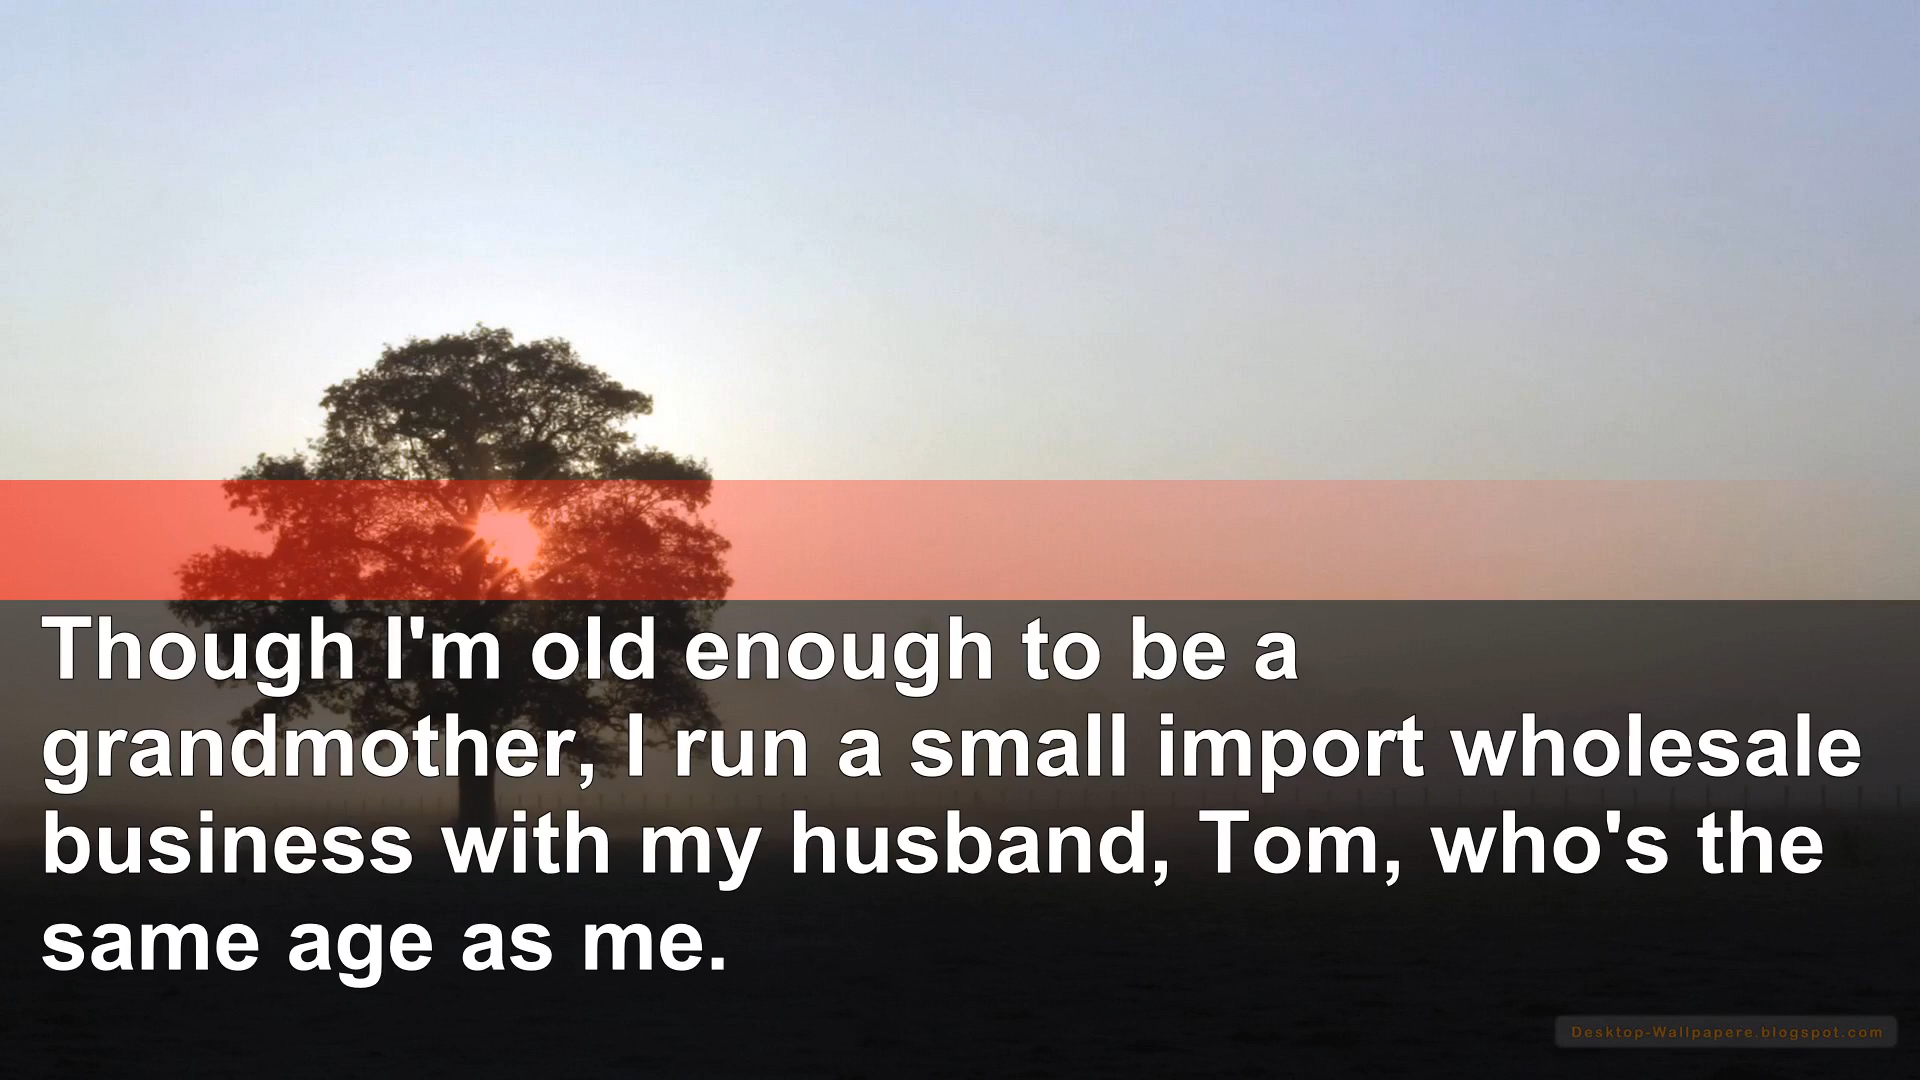 Though I'm old enough to be a
grandmother, I run a small import wholesale
business with my husband, Tom, who's the
same age as me.
Desktop-Wallpapere.blogspot.com